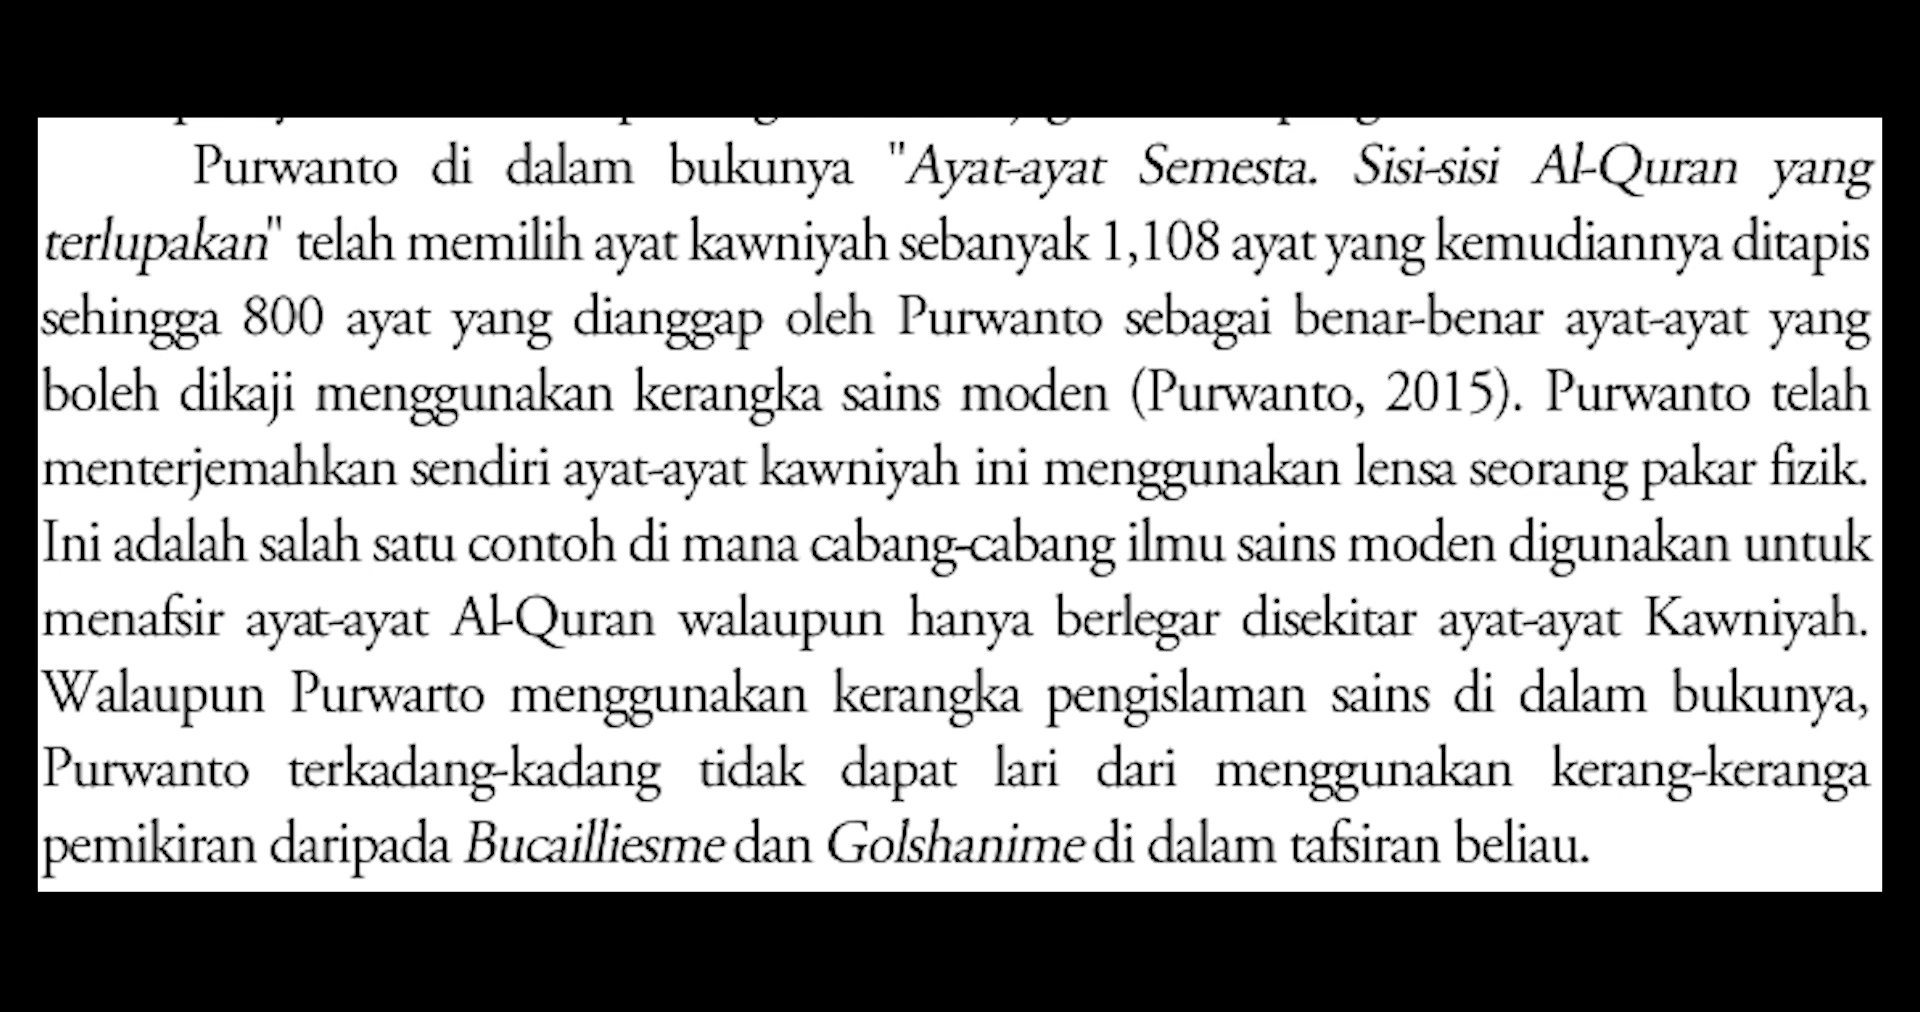 Purwanto di dalam bukunya "Ayat-ayat Semesta. Sisi-sisi Al-Quran yang
terlupakan" telah memilih ayat kawniyah sebanyak 1,108 ayat yang kemudiannya ditapis
sehingga 800 ayat yang dianggap oleh Purwanto sebagai benar-benar ayat-ayat yang
boleh dikaji menggunakan kerangka sains moden (Purwanto, 2015). Purwanto telah
menterjemahkan sendiri ayat-ayat kawniyah ini menggunakan lensa seorang pakar fizik.
Ini adalah salah satu contoh di mana cabang-cabang ilmu sains moden digunakan untuk
menafsir ayat-ayat Al-Quran walaupun hanya berlegar disekitar ayat-ayat Kawniyah.
Walaupun Purwarto menggunakan kerangka pengislaman sains di dalam bukunya,
Purwanto terkadang-kadang tidak dapat lari dari menggunakan kerang-keranga
pemikiran daripada Bucailliesme dan Golshanime di dalam tafsiran beliau.